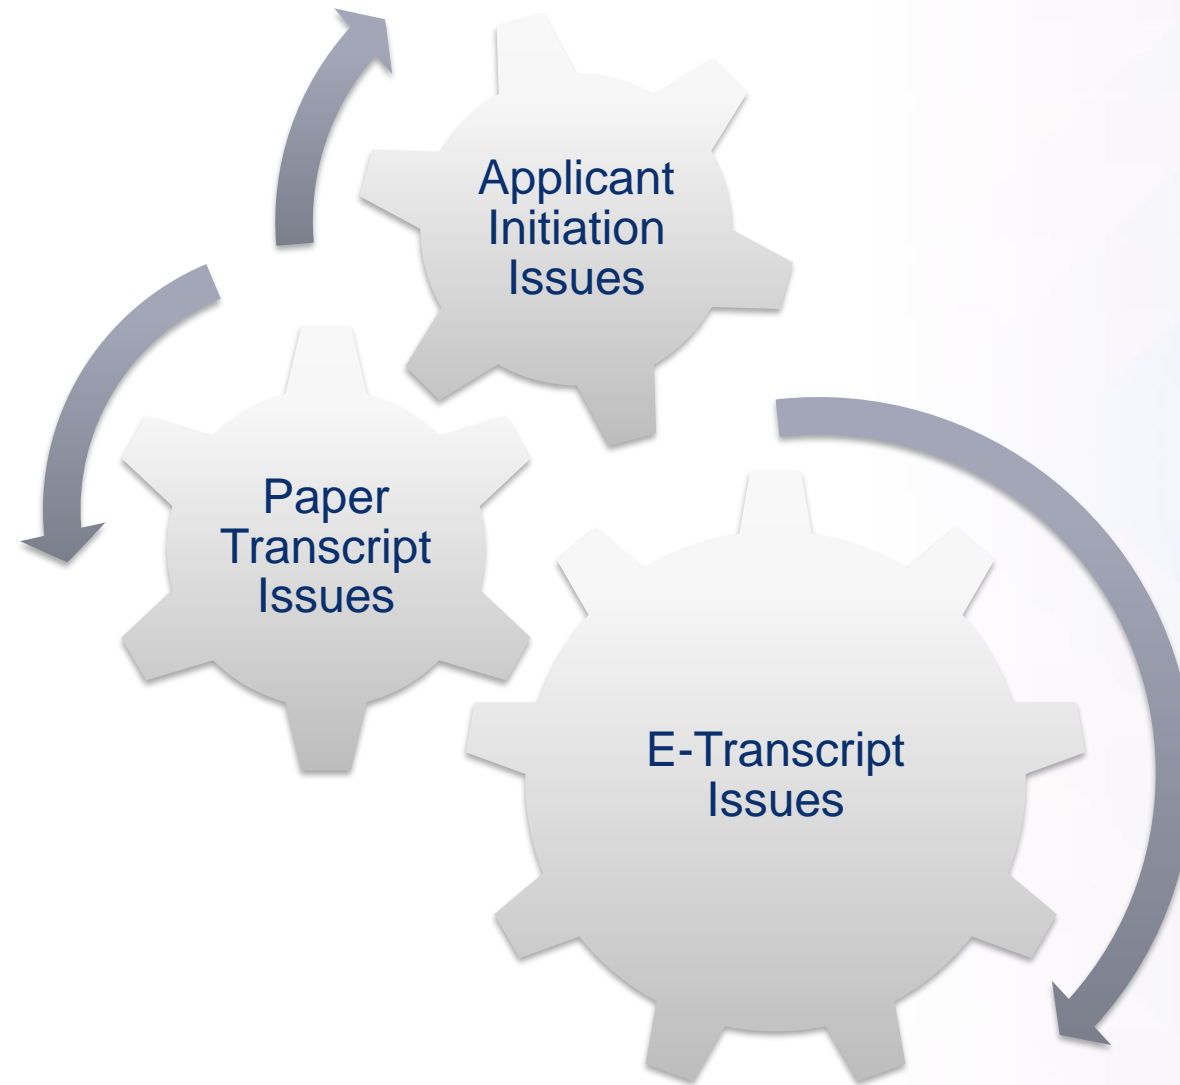 Applicant
Initiation
Issues
Paper
Transcript
Issues
E-Transcript
Issues